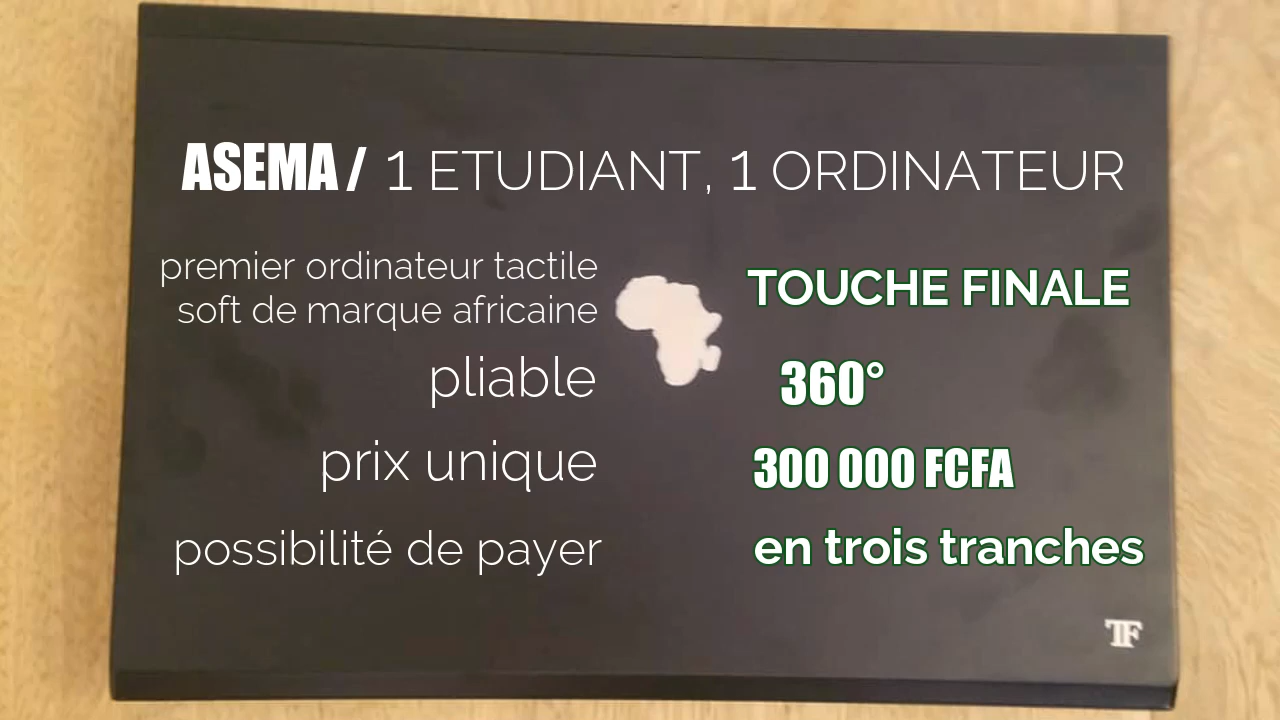 ASEMA / 1 ETUDIANT, 1 ORDINATEUR
premier ordinateur tactile
soft de marque africaine
TOUCHE FINALE
pliable 360°
prix unique 300 000 FCFA
possibilité de payer en trois tranches
TF